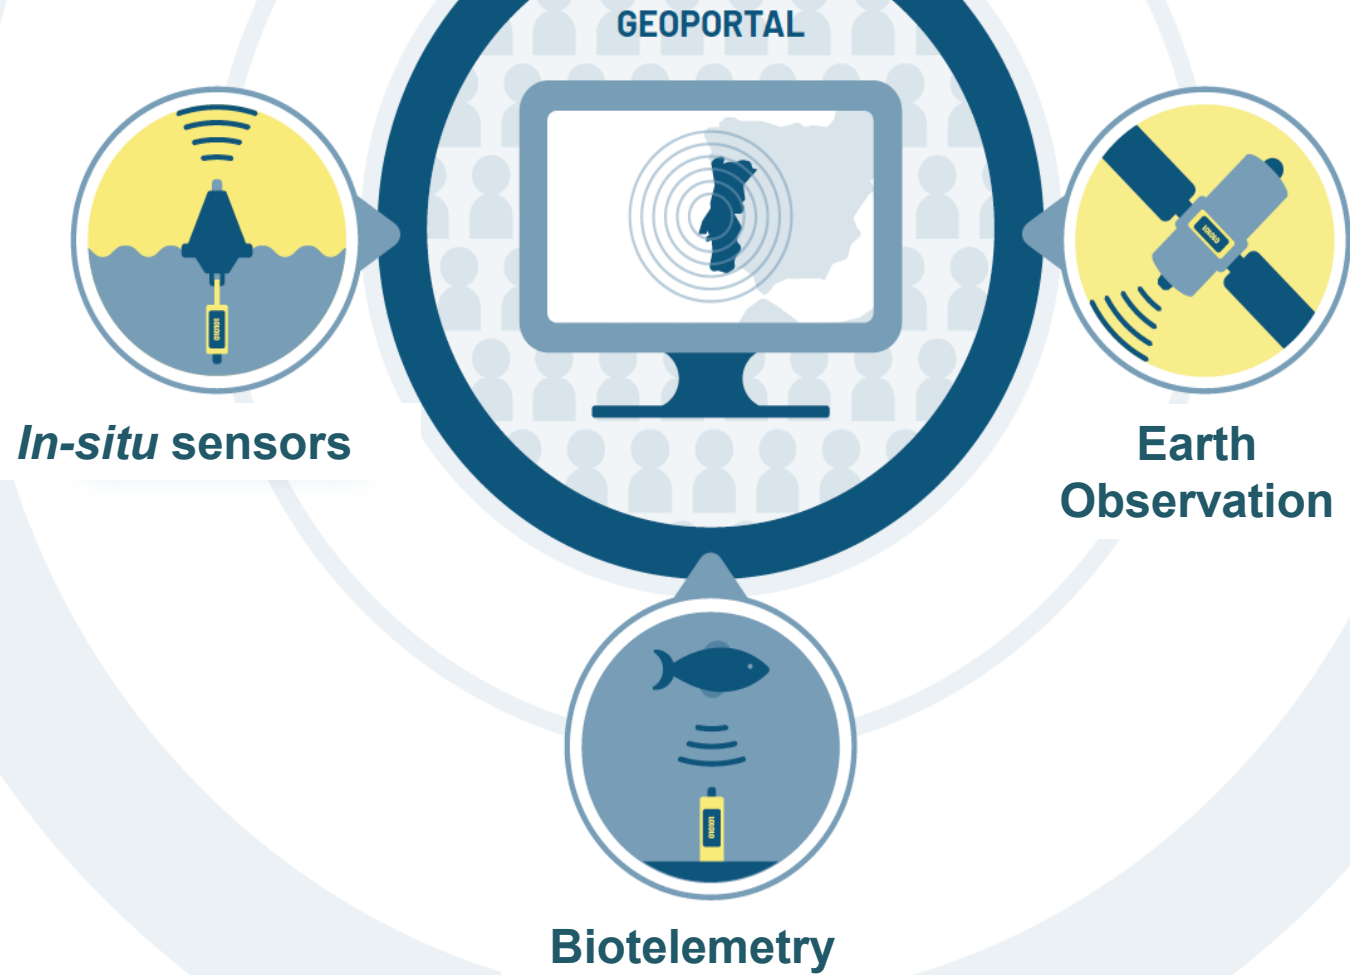 GEOPORTAL
In-situ sensors
Earth
Observation
Biotelemetry